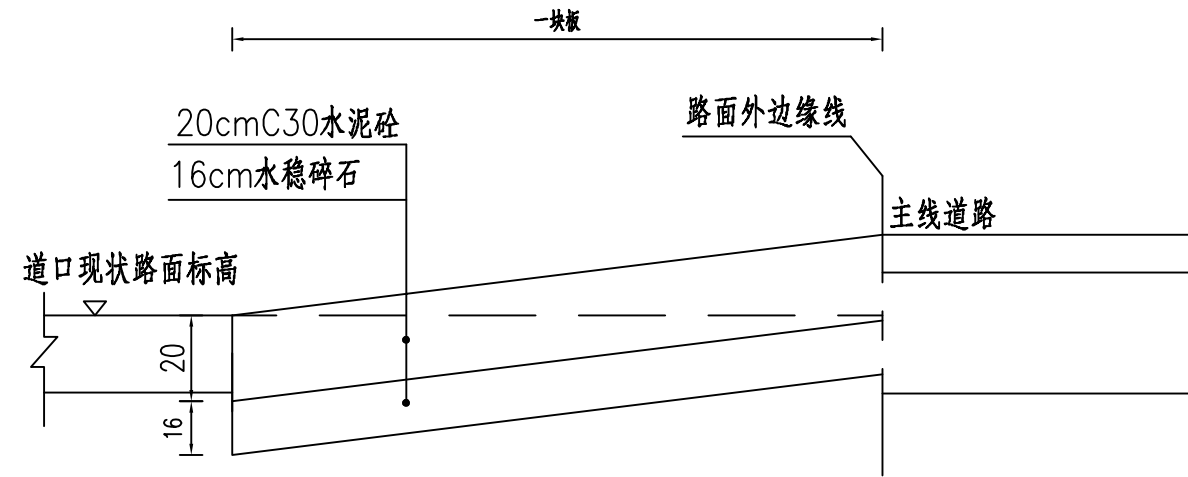 一块板
20cmC30水泥砼
16cm水稳碎石
路面外边缘线
主线道路
道口现状路面标高
20
16